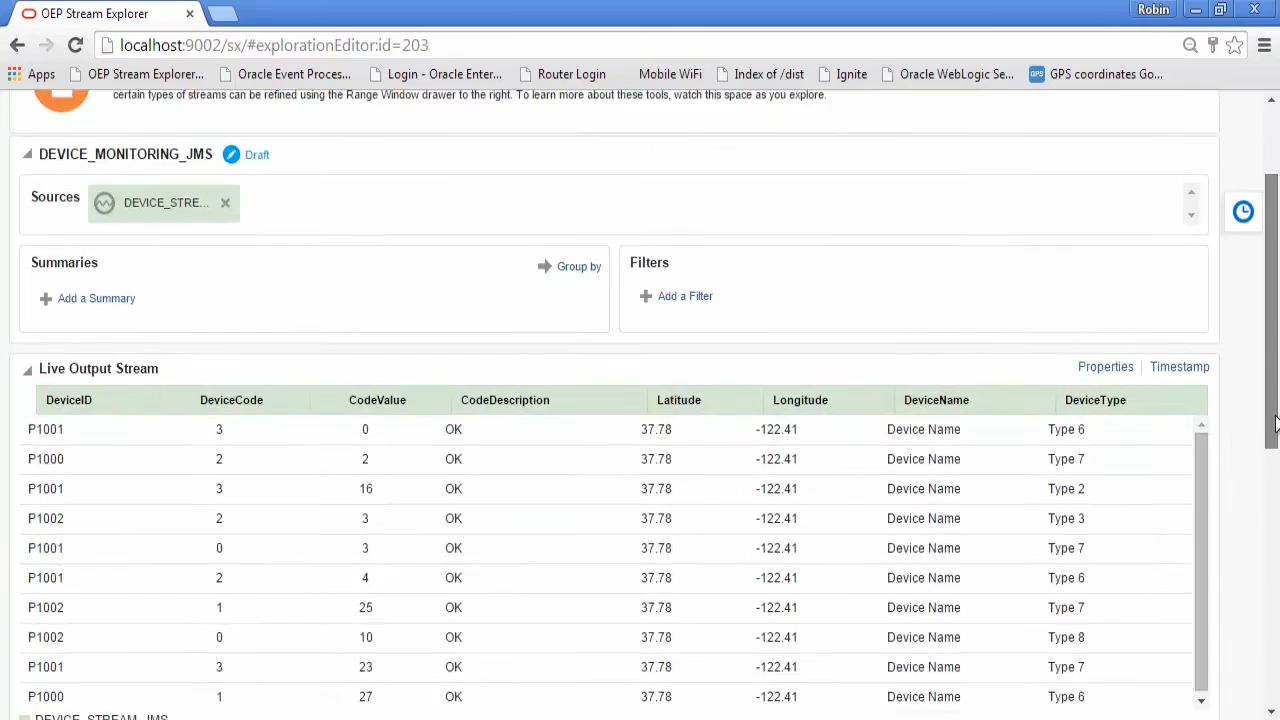 OEP Stream Explorer
Robin
localhost:9002/sx/#explorationEditor:id=203
Apps OEP Stream Explorer... Oracle Event Proces... Login - Oracle Enter... Router Login Mobile WiFi Index of /dist Ignite Oracle WebLogic Se... GPS GPS coordinates Go...
certain types of streams can be refined using the Range Window drawer to the right. To learn more about these tools, watch this space as you explore.
DEVICE_MONITORING_JMS Draft
Sources DEVICE_STRE...
Summaries Group by Filters
Add a Summary Add a Filter
Live Output Stream Properties Timestamp
DeviceID DeviceCode CodeValue CodeDescription Latitude Longitude DeviceName DeviceType
P1001 3 0 OK 37.78 -122.41 Device Name Type 6
P1000 2 2 OK 37.78 -122.41 Device Name Type 7
P1001 3 16 OK 37.78 -122.41 Device Name Type 2
P1002 2 3 OK 37.78 -122.41 Device Name Type 3
P1001 0 3 OK 37.78 -122.41 Device Name Type 7
P1001 2 4 OK 37.78 -122.41 Device Name Type 6
P1002 1 25 OK 37.78 -122.41 Device Name Type 7
P1002 0 10 OK 37.78 -122.41 Device Name Type 8
P1001 3 23 OK 37.78 -122.41 Device Name Type 7
P1000 1 27 OK 37.78 -122.41 Device Name Type 6
DEVICE_STREAM_JMS